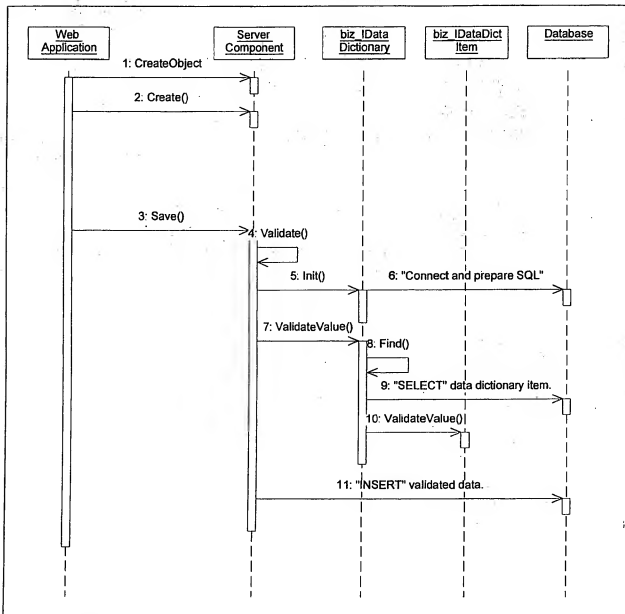 Web
Application
Server
Component
biz_IData
Dictionary
biz_IDataDict
Item
Database
1: CreateObject
2: Create()
3: Save()
4: Validate()
5: Init()
6: "Connect and prepare SQL"
7: ValidateValue()
8: Find()
9: "SELECT" data dictionary item.
10: ValidateValue()
11: "INSERT" validated data.